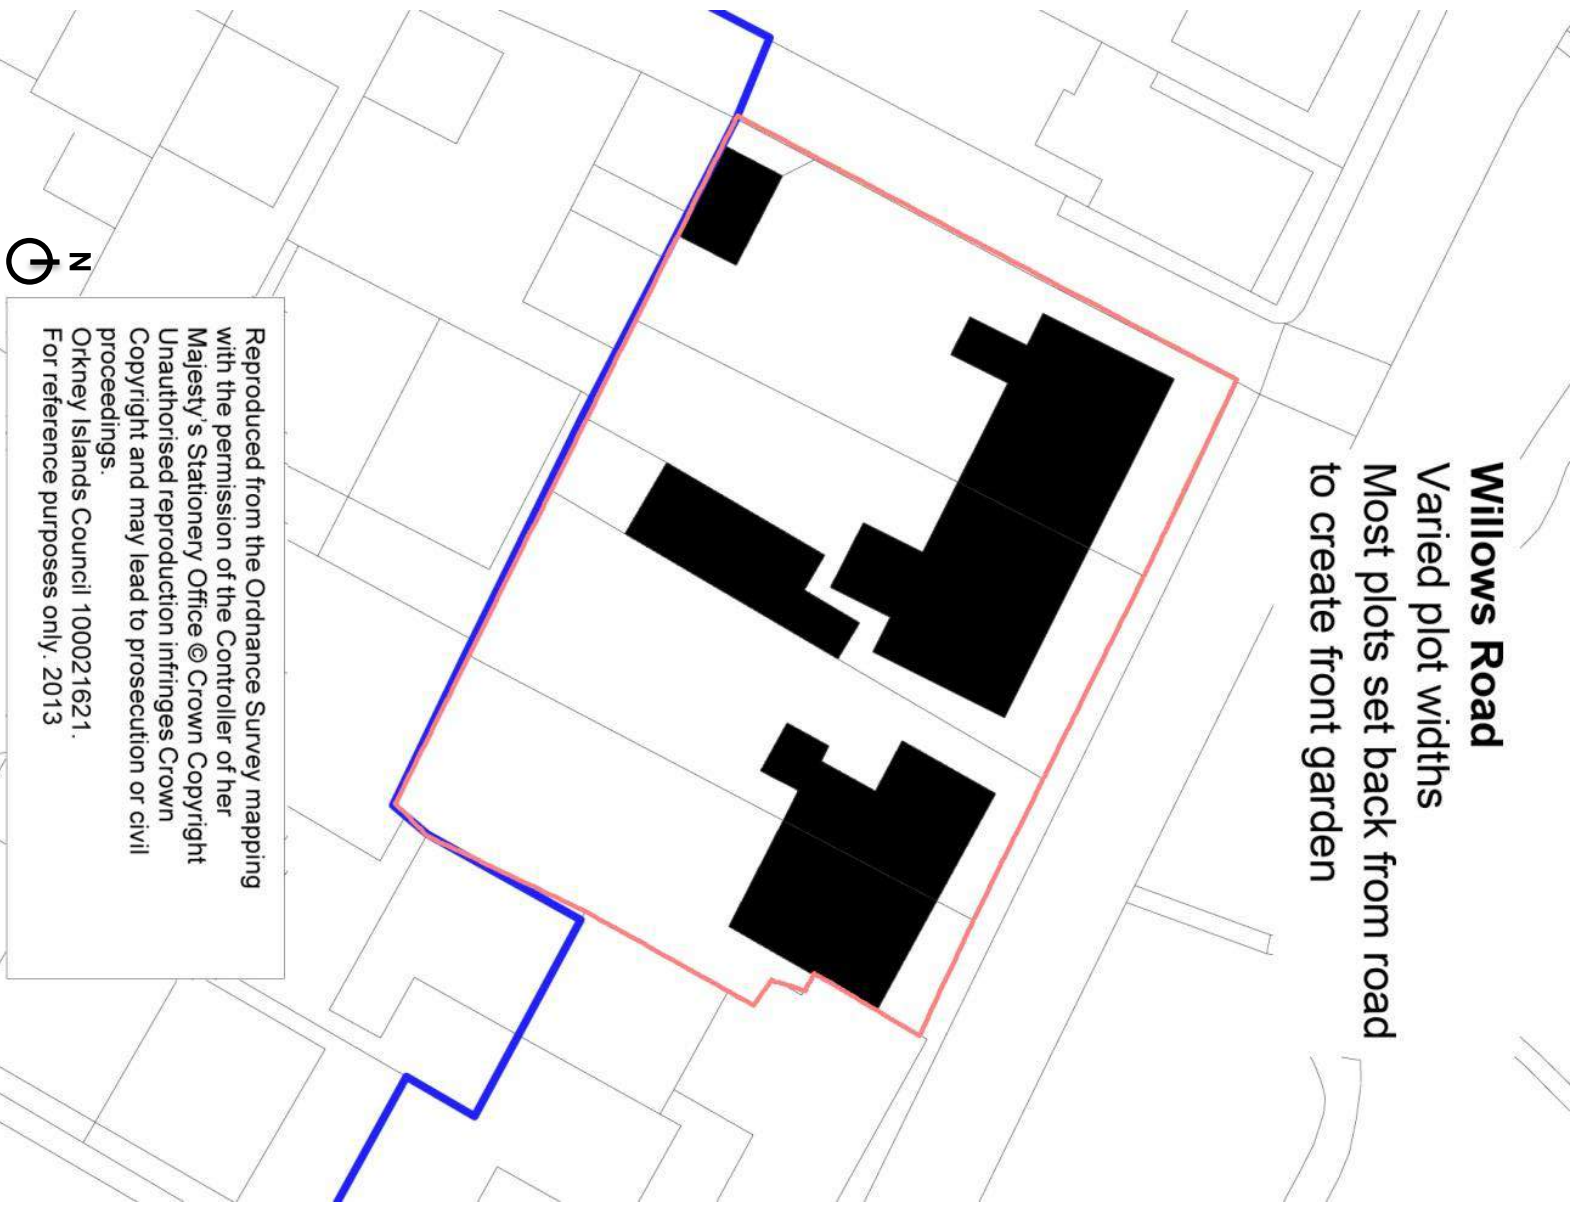 Willows Road
Varied plot widths
Most plots set back from road
to create front garden
N
Reproduced from the Ordnance Survey mapping
with the permission of the Controller of her
Majesty's Stationery Office © Crown Copyright
Unauthorised reproduction infringes Crown
Copyright and may lead to prosecution or civil
proceedings.
Orkney Islands Council 100021621.
For reference purposes only. 2013